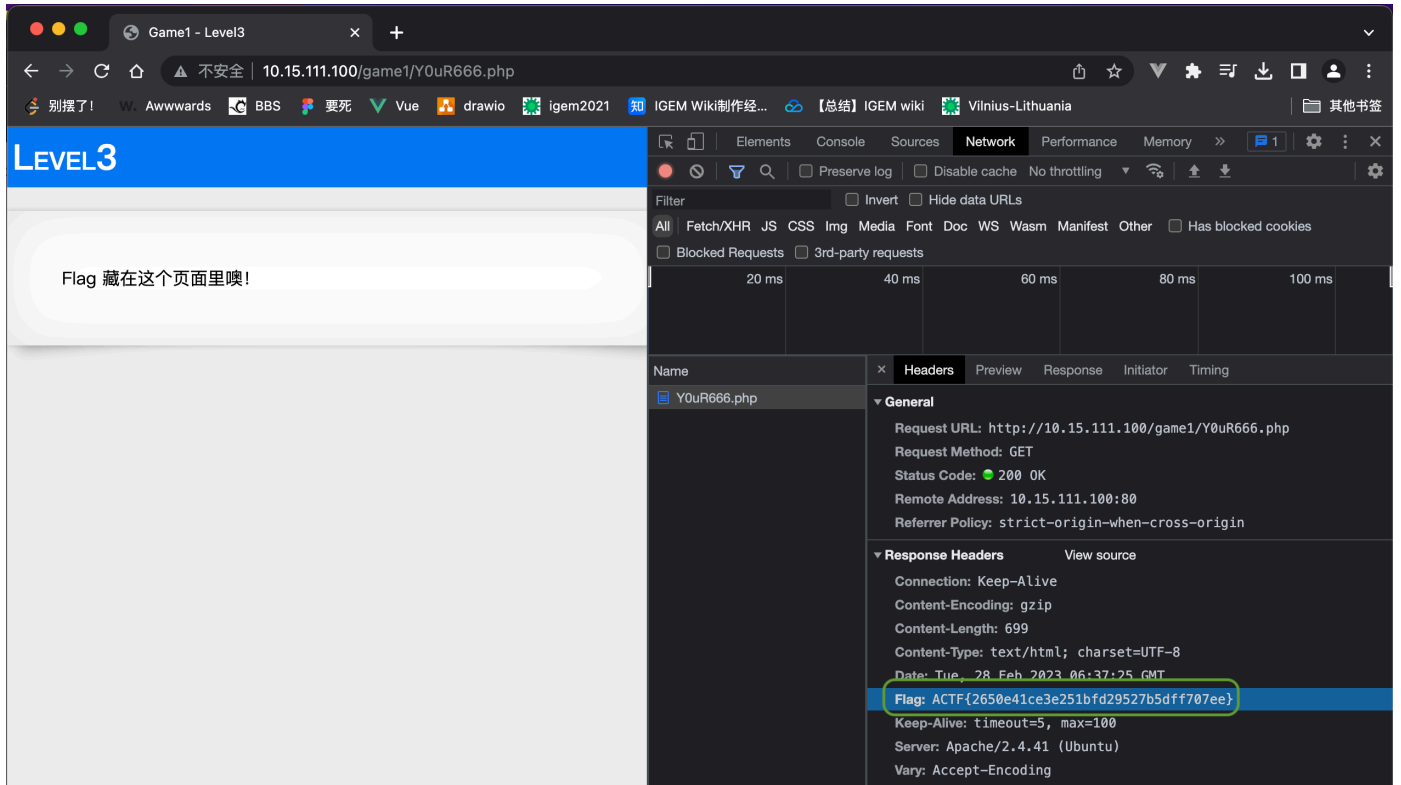 Game1 - Level3
不安全 10.15.111.100/game1/Y0uR666.php
别摆了! W. Awwwards BBS 要死 Vue drawio igem2021 知 IGEM Wiki制作经... 【总结】IGEM wiki Vilnius-Lithuania 其他书签
LEVEL3
Flag 藏在这个页面里噢!
Elements Console Sources Network Performance Memory » 1
Preserve log Disable cache No throttling
Filter Invert Hide data URLs
All Fetch/XHR JS CSS Img Media Font Doc WS Wasm Manifest Other Has blocked cookies
Blocked Requests 3rd-party requests
20 ms 40 ms 60 ms 80 ms 100 ms
Name
Y0uR666.php
× Headers Preview Response Initiator Timing
General
Request URL: http://10.15.111.100/game1/Y0uR666.php
Request Method: GET
Status Code: 200 OK
Remote Address: 10.15.111.100:80
Referrer Policy: strict-origin-when-cross-origin
Response Headers View source
Connection: Keep-Alive
Content-Encoding: gzip
Content-Length: 699
Content-Type: text/html; charset=UTF-8
Date: Tue, 28 Feb 2023 06:37:25 GMT
Flag: ACTF{2650e41ce3e251bfd29527b5dff707ee}
Keep-Alive: timeout=5, max=100
Server: Apache/2.4.41 (Ubuntu)
Vary: Accept-Encoding